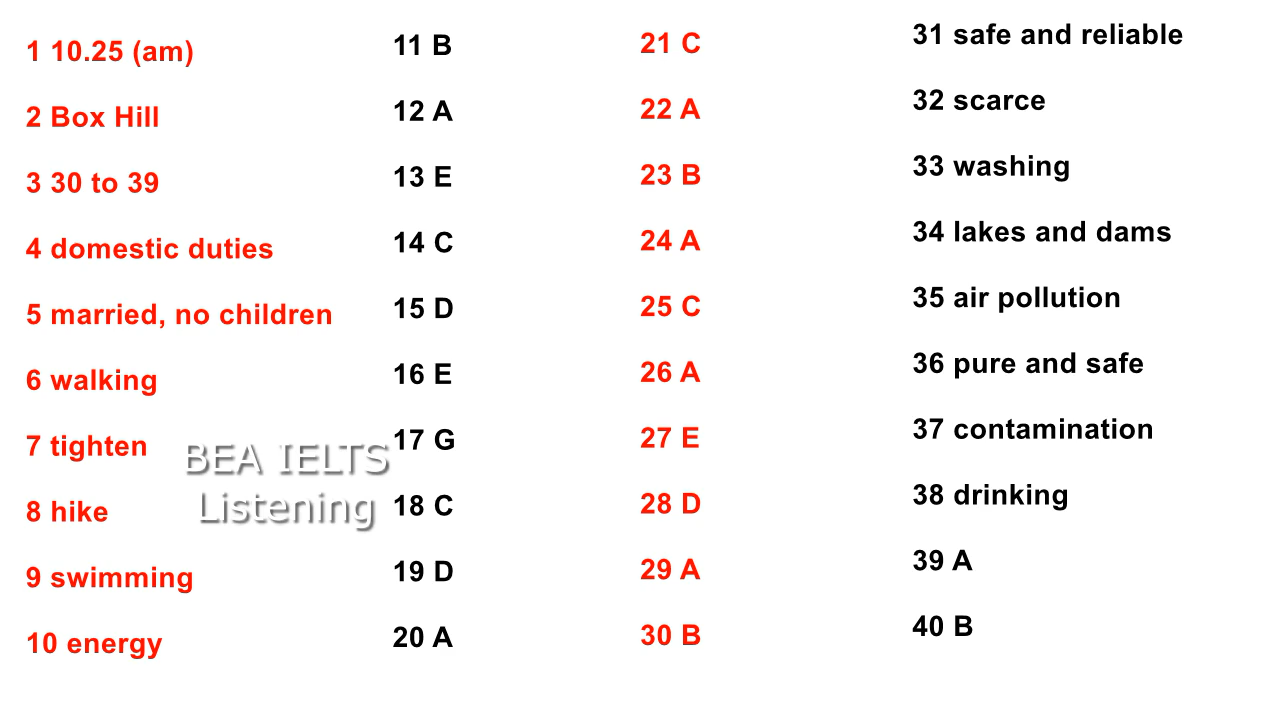 1 10.25 (am)
2 Box Hill
3 30 to 39
4 domestic duties
5 married, no children
6 walking
7 tighten
8 hike
9 swimming
10 energy
BEA IELTS
Listening
11 B
12 A
13 E
14 C
15 D
16 E
17 G
18 C
19 D
20 A
21 C
22 A
23 B
24 A
25 C
26 A
27 E
28 D
29 A
30 B
31 safe and reliable
32 scarce
33 washing
34 lakes and dams
35 air pollution
36 pure and safe
37 contamination
38 drinking
39 A
40 B